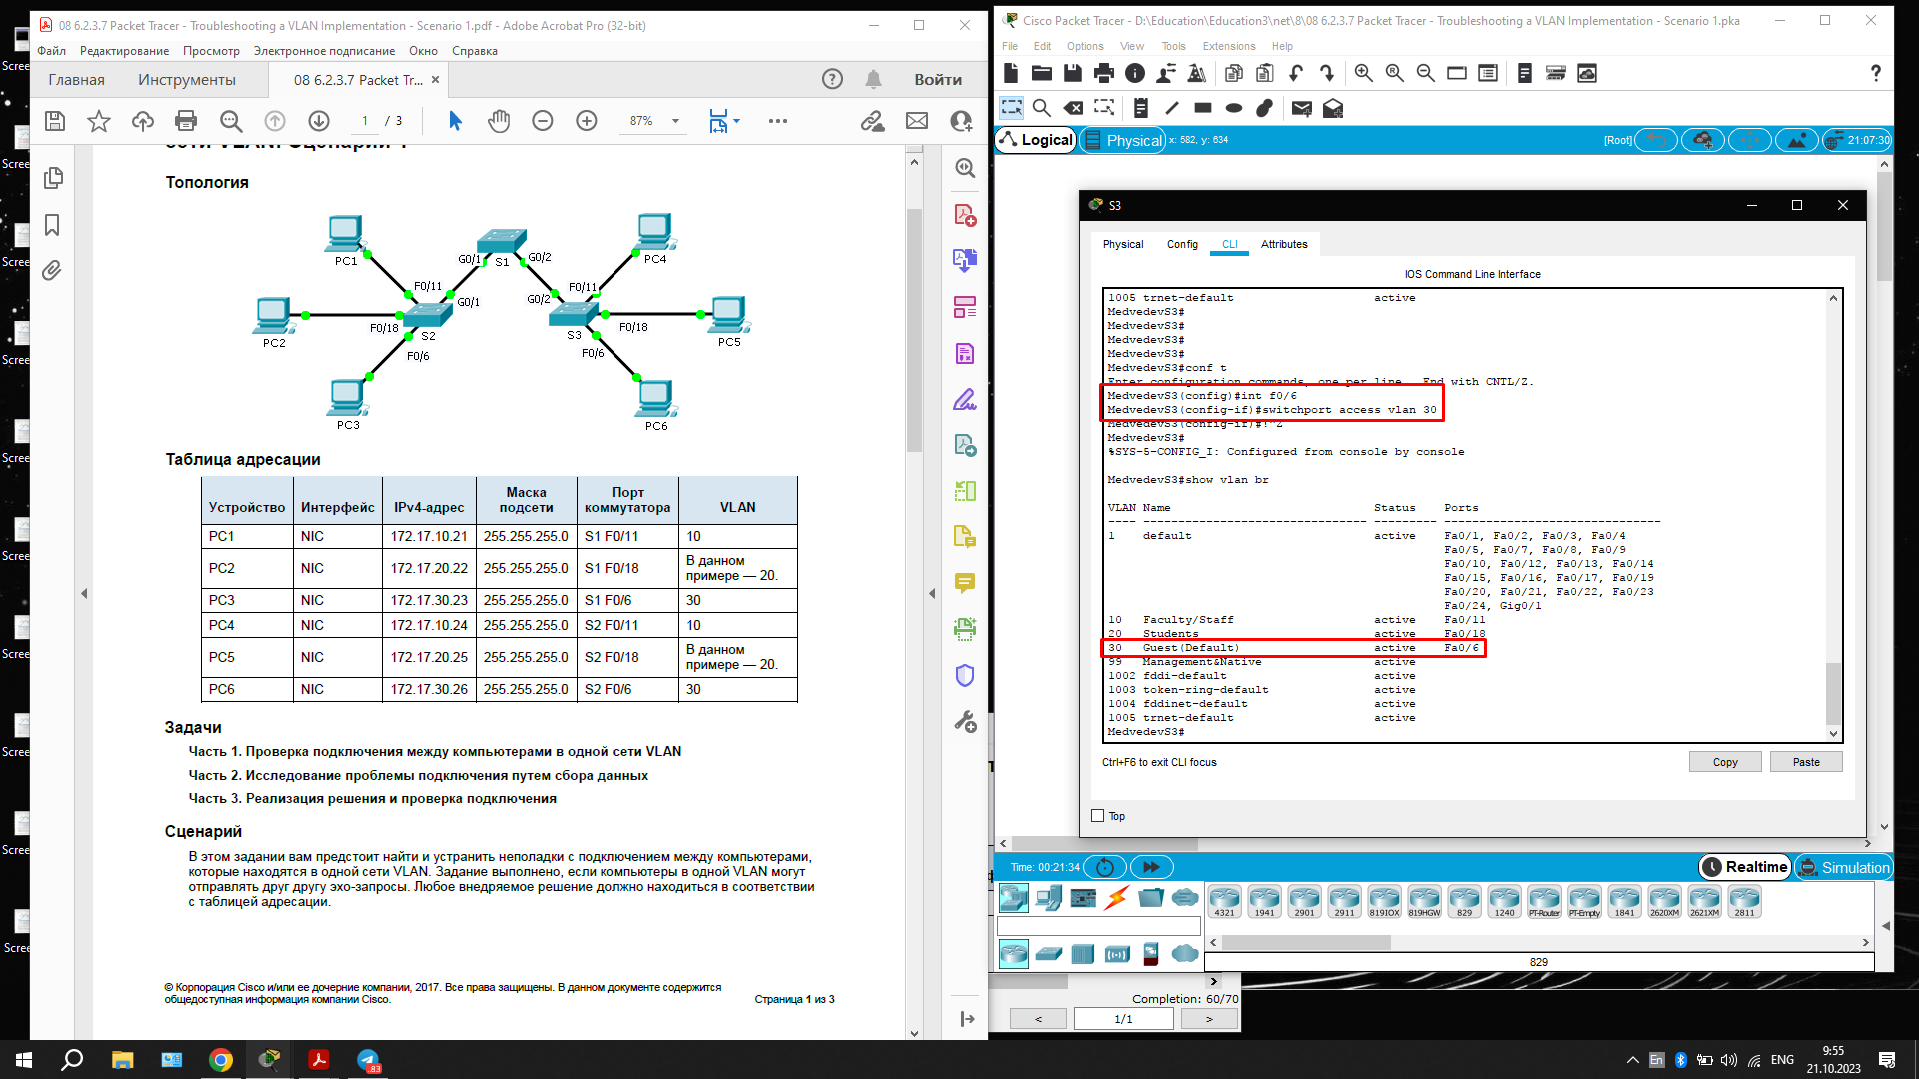 08 6.2.3.7 Packet Tracer - Troubleshooting a VLAN Implementation - Scenario 1.pdf - Adobe Acrobat Pro (32-bit)
Файл Редактирование Просмотр Электронное подписание Окно Справка
Главная Инструменты 08 6.2.3.7 Packet Tr... × Войти
1 / 3 87%
Топология
PC1
PC2
PC3
PC4
PC5
PC6
S1
S2
S3
G0/1
G0/2
F0/11
G0/1
F0/18
F0/6
G0/2
F0/11
F0/18
F0/6
Таблица адресации
Устройство Интерфейс IPv4-адрес Маска подсети Порт коммутатора VLAN
PC1 NIC 172.17.10.21 255.255.255.0 S1 F0/11 10
PC2 NIC 172.17.20.22 255.255.255.0 S1 F0/18 В данном примере — 20.
PC3 NIC 172.17.30.23 255.255.255.0 S1 F0/6 30
PC4 NIC 172.17.10.24 255.255.255.0 S2 F0/11 10
PC5 NIC 172.17.20.25 255.255.255.0 S2 F0/18 В данном примере — 20.
PC6 NIC 172.17.30.26 255.255.255.0 S2 F0/6 30
Задачи
Часть 1. Проверка подключения между компьютерами в одной сети VLAN
Часть 2. Исследование проблемы подключения путем сбора данных
Часть 3. Реализация решения и проверка подключения
Сценарий
В этом задании вам предстоит найти и устранить неполадки с подключением между компьютерами,
которые находятся в одной сети VLAN. Задание выполнено, если компьютеры в одной VLAN могут
отправлять друг другу эхо-запросы. Любое внедряемое решение должно находиться в соответствии
с таблицей адресации.
© Корпорация Cisco и/или ее дочерние компании, 2017. Все права защищены. В данном документе содержится
общедоступная информация компании Cisco. Страница 1 из 3
Cisco Packet Tracer - D:\Education\Education3\net\8\08 6.2.3.7 Packet Tracer - Troubleshooting a VLAN Implementation - Scenario 1.pka
File Edit Options View Tools Extensions Help
Logical Physical x: 582, y: 634 [Root] 21:07:30
S3
Physical Config CLI Attributes
IOS Command Line Interface
1005 trnet-default active
MedvedevS3#
MedvedevS3#
MedvedevS3#
MedvedevS3#
MedvedevS3#conf t
Enter configuration commands, one per line. End with CNTL/Z.
MedvedevS3(config)#int f0/6
MedvedevS3(config-if)#switchport access vlan 30
MedvedevS3(config-if)#!^Z
MedvedevS3#
%SYS-5-CONFIG_I: Configured from console by console
MedvedevS3#show vlan br
VLAN Name Status Ports
---- -------------------------------- --------- -------------------------------
1 default active Fa0/1, Fa0/2, Fa0/3, Fa0/4
Fa0/5, Fa0/7, Fa0/8, Fa0/9
Fa0/10, Fa0/12, Fa0/13, Fa0/14
Fa0/15, Fa0/16, Fa0/17, Fa0/19
Fa0/20, Fa0/21, Fa0/22, Fa0/23
Fa0/24, Gig0/1
10 Faculty/Staff active Fa0/11
20 Students active Fa0/18
30 Guest(Default) active Fa0/6
99 Management&Native active
1002 fddi-default active
1003 token-ring-default active
1004 fddinet-default active
1005 trnet-default active
MedvedevS3#
Ctrl+F6 to exit CLI focus Copy Paste
Top
Time: 00:21:34 Realtime Simulation
4321 1941 2901 2911 819IOX 819HGW 829 1240 PT-Router PT-Empty 1841 2620XM 2621XM 2811
829
Completion: 60/70
< 1/1 >
Scree
Scree
Scree
Scree
Scree
Scree
Scree
Scree
Scree
Scree
83
En ENG 9:55
21.10.2023